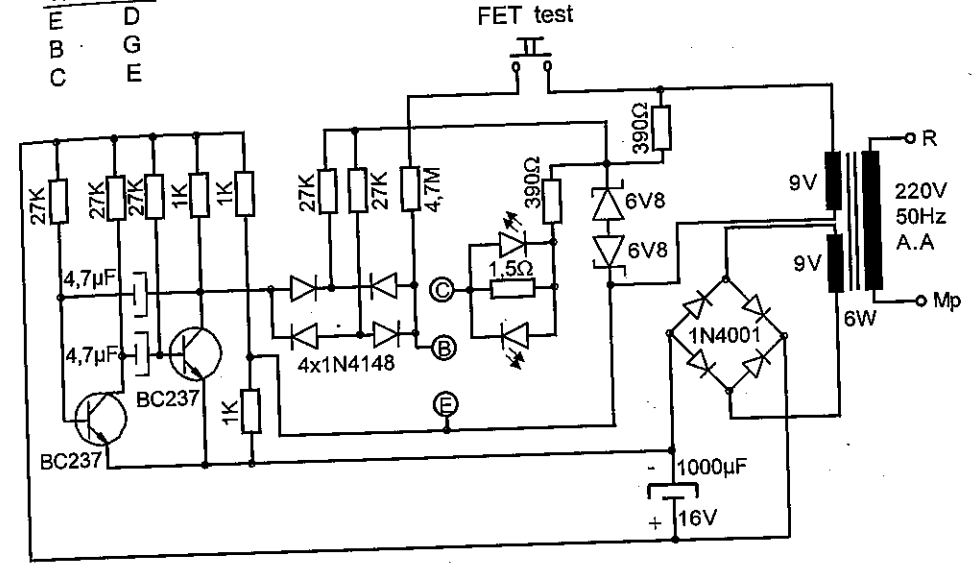 E D
B G
C E
FET test
27K
27K
27K
1K
1K
27K
27K
4,7M
390Ω
390Ω
6V8
6V8
9V
9V
220V
50Hz
A.A
R
Mp
6W
4,7µF
4,7µF
BC237
BC237
1K
4x1N4148
C
B
E
1,5Ω
1N4001
-
1000µF
+
16V